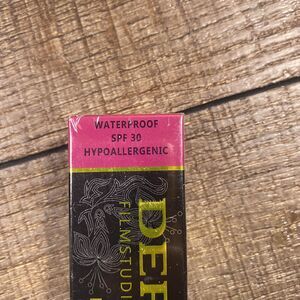 WATERPROOF
SPF 30
HYPOALLERGENIC
DER
FILMSTUDI